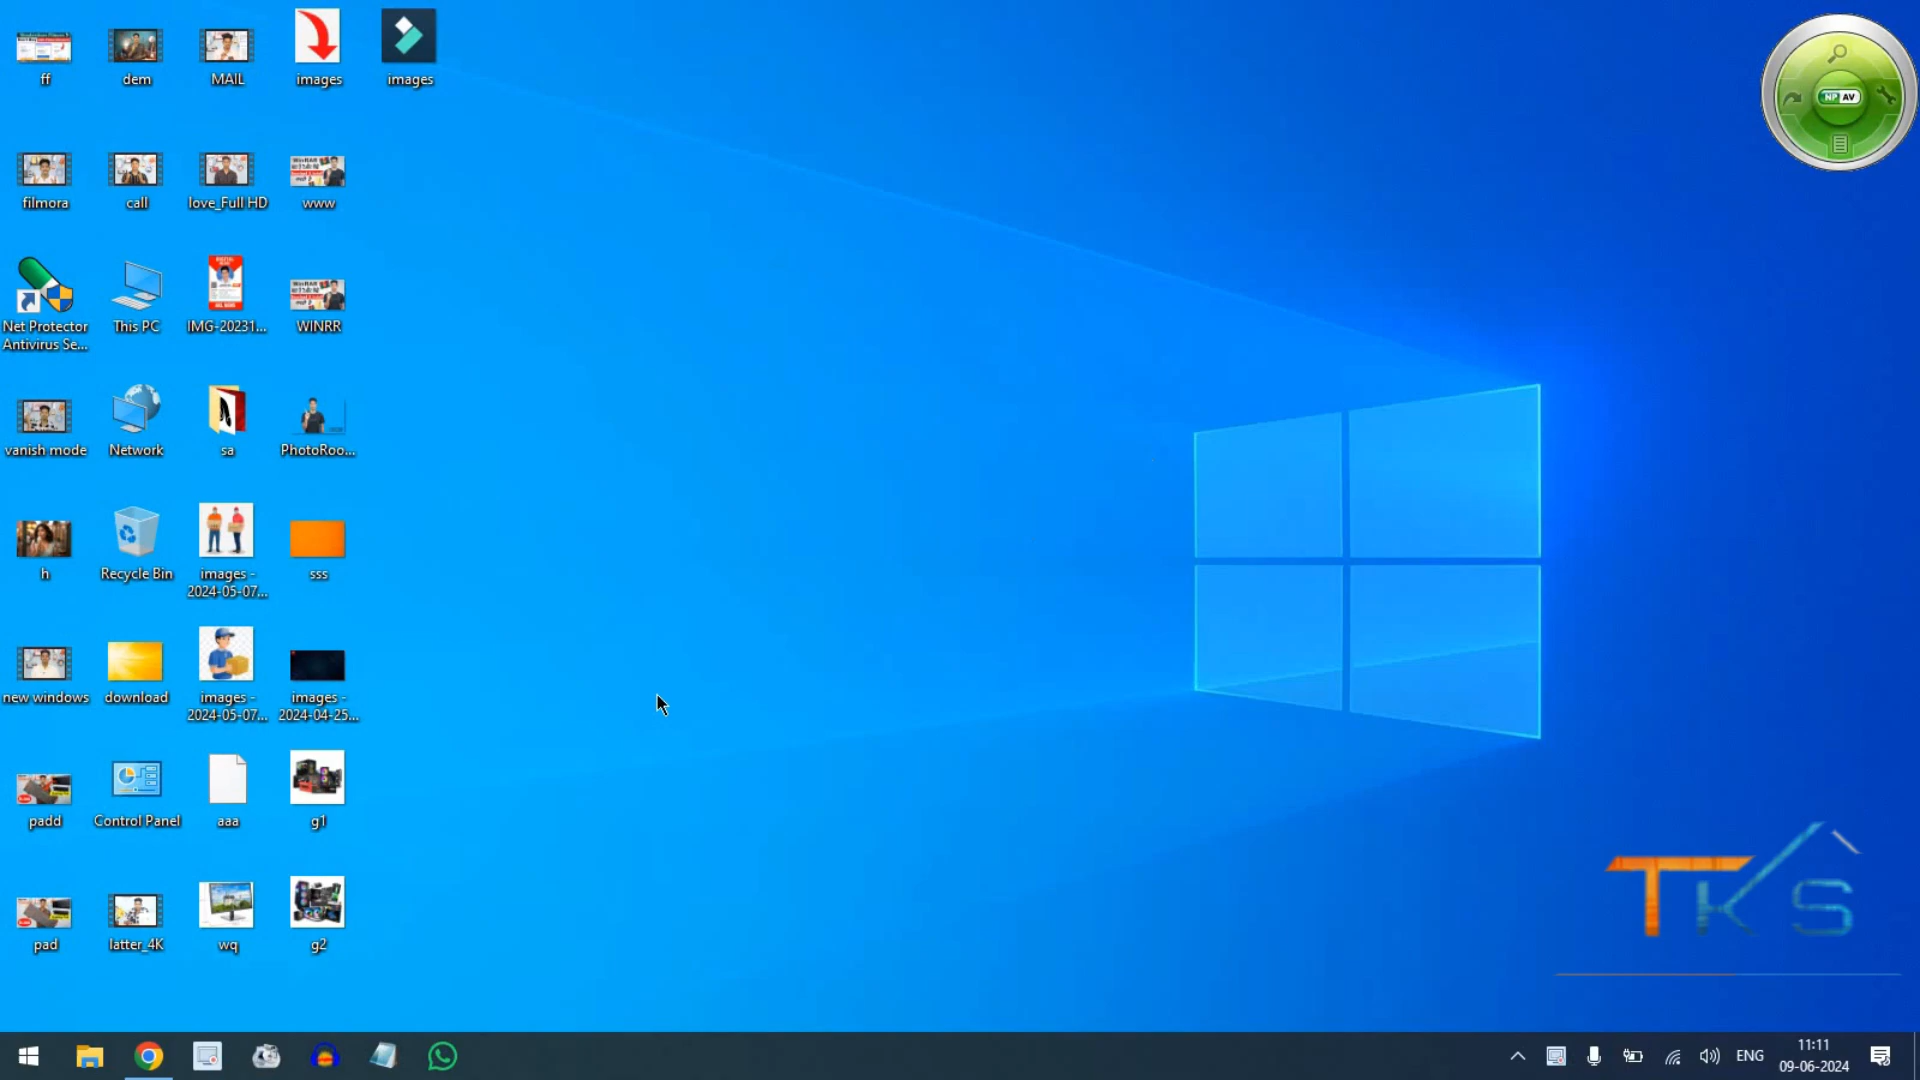 ff
dem
MAIL
images
images
filmora
call
love_Full HD
www
Net Protector
Antivirus Se...
This PC
IMG-20231...
WINRR
vanish mode
Network
sa
PhotoRoo...
h
Recycle Bin
images -
2024-05-07...
sss
new windows
download
images -
2024-05-07...
images -
2024-04-25...
padd
Control Panel
aaa
g1
pad
latter_4K
wq
g2
NP AV
TKS
ENG
11:11
09-06-2024